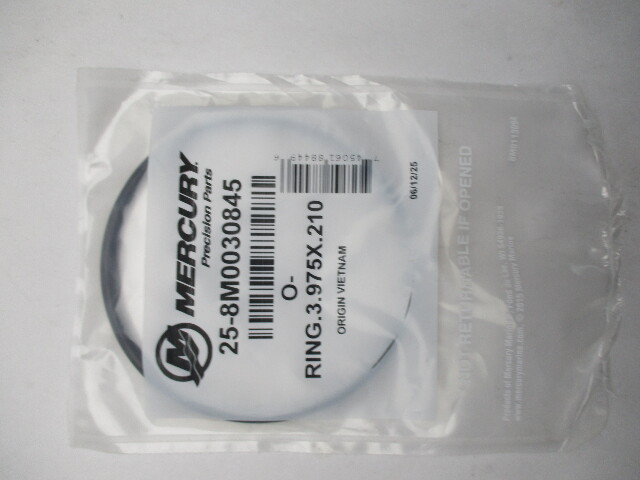 MERCURY
Precision Parts
25-8M0030845
O-
RING.3.975X.210
ORIGIN VIETNAM
06/12/25
NOT RETURNABLE IF OPENED